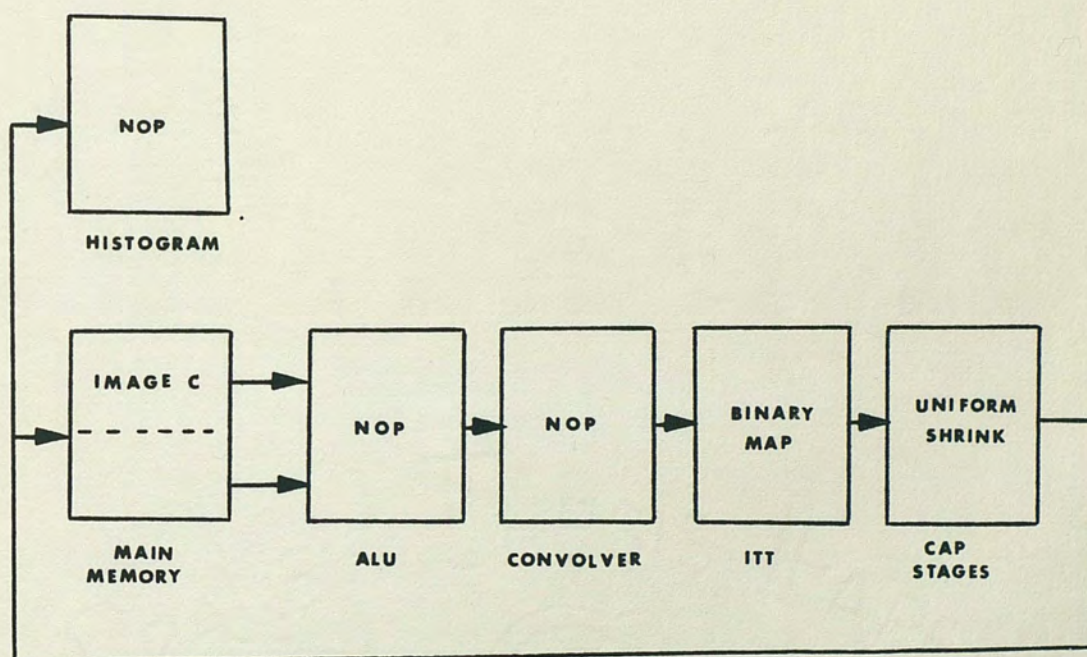 NOP
HISTOGRAM
IMAGE C
NOP
NOP
BINARY
MAP
UNIFORM
SHRINK
MAIN
MEMORY
ALU
CONVOLVER
ITT
CAP
STAGES